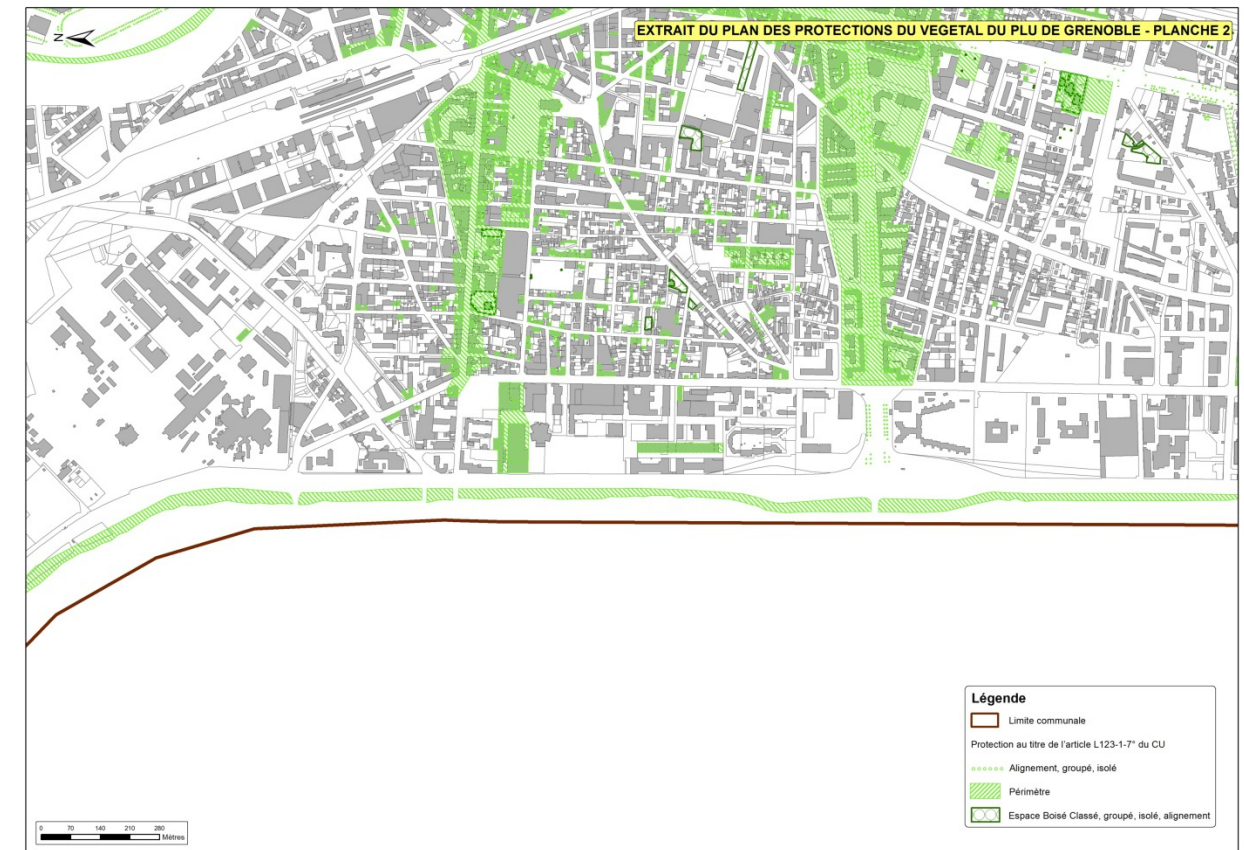 EXTRAIT DU PLAN DES PROTECTIONS DU VEGETAL DU PLU DE GRENOBLE - PLANCHE 2
N
Légende
Limite communale
Protection au titre de l'article L123-1-7° du CU
Alignement, groupé, isolé
Périmètre
Espace Boisé Classé, groupé, isolé, alignement
0 70 140 210 280
Mètres